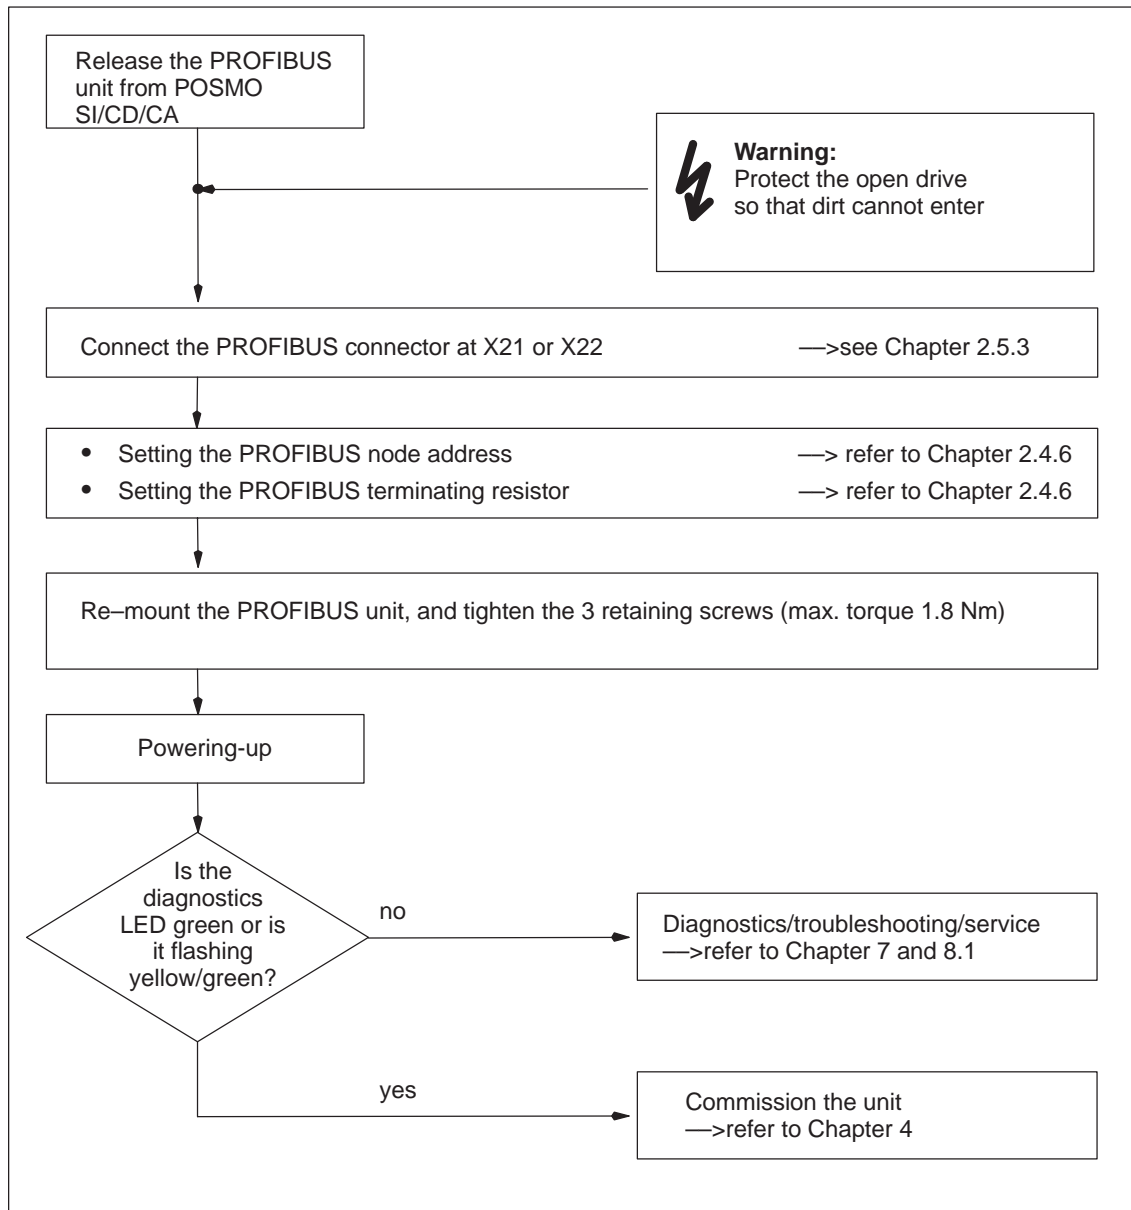 Release the PROFIBUS
unit from POSMO
SI/CD/CA
Warning:
Protect the open drive
so that dirt cannot enter
Connect the PROFIBUS connector at X21 or X22 —>see Chapter 2.5.3
• Setting the PROFIBUS node address —> refer to Chapter 2.4.6
• Setting the PROFIBUS terminating resistor —> refer to Chapter 2.4.6
Re–mount the PROFIBUS unit, and tighten the 3 retaining screws (max. torque 1.8 Nm)
Powering-up
Is the
diagnostics
LED green or is
it flashing
yellow/green?
no
Diagnostics/troubleshooting/service
—>refer to Chapter 7 and 8.1
yes
Commission the unit
—>refer to Chapter 4